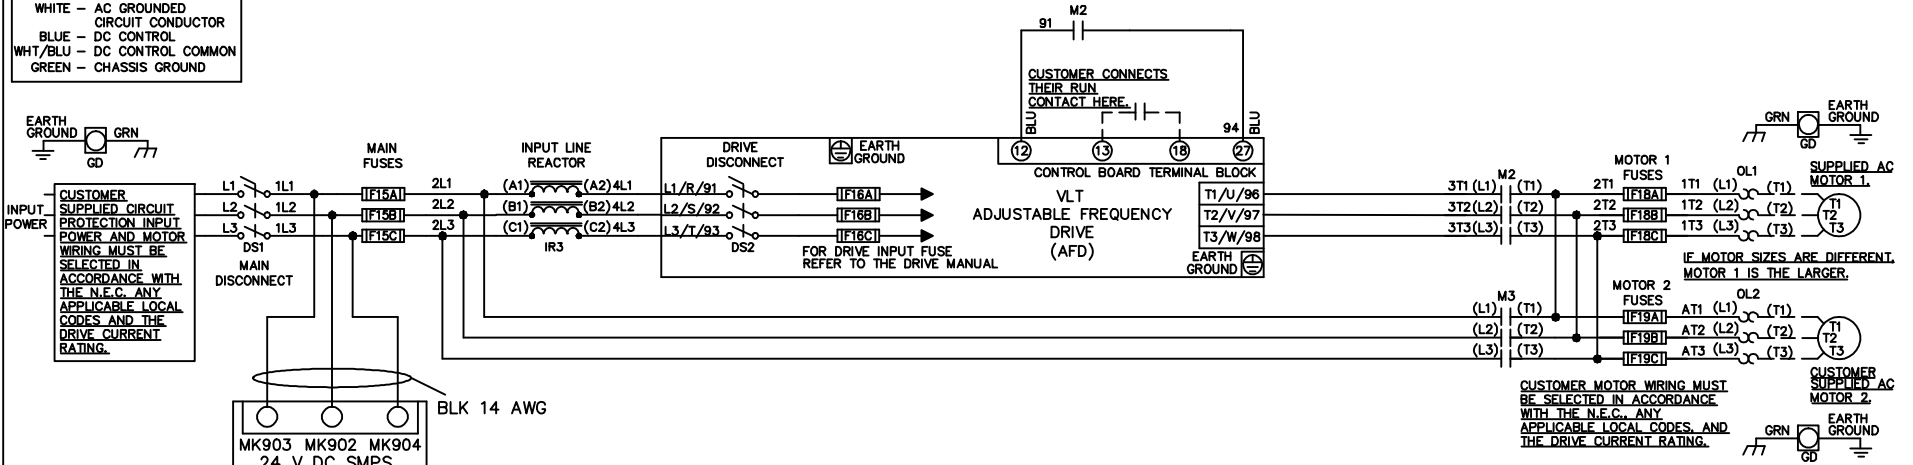 WHITE – AC GROUNDED
CIRCUIT CONDUCTOR
BLUE – DC CONTROL
WHT/BLU – DC CONTROL COMMON
GREEN – CHASSIS GROUND
EARTH
GROUND
GRN
GD
INPUT
POWER
CUSTOMER
SUPPLIED CIRCUIT
PROTECTION INPUT
POWER AND MOTOR
WIRING MUST BE
SELECTED IN
ACCORDANCE WITH
THE N.E.C. ANY
APPLICABLE LOCAL
CODES AND THE
DRIVE CURRENT
RATING.
L1 1L1
L2 1L2
L3 1L3
DS1
MAIN
DISCONNECT
MAIN
FUSES
F15A
F15B
F15C
2L1
2L2
2L3
INPUT LINE
REACTOR
(A1) (A2) 4L1
(B1) (B2) 4L2
(C1) (C2) 4L3
IR3
L1/R/91
L2/S/92
L3/T/93
DRIVE
DISCONNECT
DS2
EARTH
GROUND
F16A
F16B
F16C
FOR DRIVE INPUT FUSE
REFER TO THE DRIVE MANUAL
M2
91
CUSTOMER CONNECTS
THEIR RUN
CONTACT HERE.
BLU
94 BLU
12 13 18 27
CONTROL BOARD TERMINAL BLOCK
VLT
ADJUSTABLE FREQUENCY
DRIVE
(AFD)
T1/U/96
T2/V/97
T3/W/98
EARTH
GROUND
M2
3T1 (L1) (T1)
3T2(L2) (T2)
3T3(L3) (T3)
M3
(L1) (T1)
(L2) (T2)
(L3) (T3)
MOTOR 1
FUSES
2T1 F18A 1T1 (L1)
2T2 F18B 1T2 (L2)
2T3 F18C 1T3 (L3)
OL1
(T1)
(T2)
(T3)
T1
T2
T3
GRN
EARTH
GROUND
GD
SUPPLIED AC
MOTOR 1.
IF MOTOR SIZES ARE DIFFERENT,
MOTOR 1 IS THE LARGER.
MOTOR 2
FUSES
F19A AT1 (L1)
F19B AT2 (L2)
F19C AT3 (L3)
OL2
(T1)
(T2)
(T3)
T1
T2
T3
CUSTOMER
SUPPLIED AC
MOTOR 2.
CUSTOMER MOTOR WIRING MUST
BE SELECTED IN ACCORDANCE
WITH THE N.E.C., ANY
APPLICABLE LOCAL CODES, AND
THE DRIVE CURRENT RATING.
GRN
EARTH
GROUND
GD
BLK 14 AWG
MK903 MK902 MK904
24 V DC SMPS